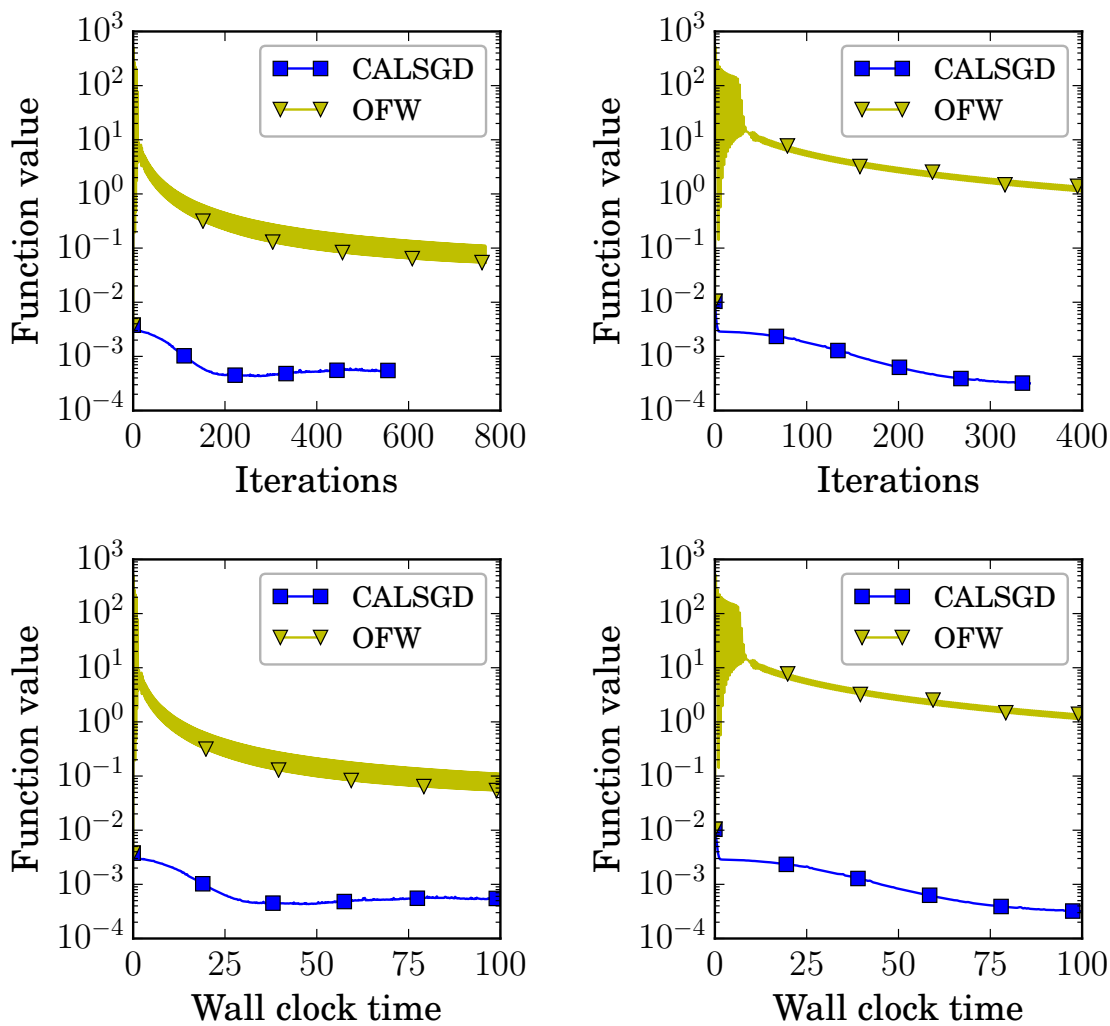 Function value
10^3
10^2
10^1
10^0
10^-1
10^-2
10^-3
10^-4
CALSGD
OFW
0 200 400 600 800
Iterations
Function value
10^3
10^2
10^1
10^0
10^-1
10^-2
10^-3
10^-4
CALSGD
OFW
0 100 200 300 400
Iterations
Function value
10^3
10^2
10^1
10^0
10^-1
10^-2
10^-3
10^-4
CALSGD
OFW
0 25 50 75 100
Wall clock time
Function value
10^3
10^2
10^1
10^0
10^-1
10^-2
10^-3
10^-4
CALSGD
OFW
0 25 50 75 100
Wall clock time